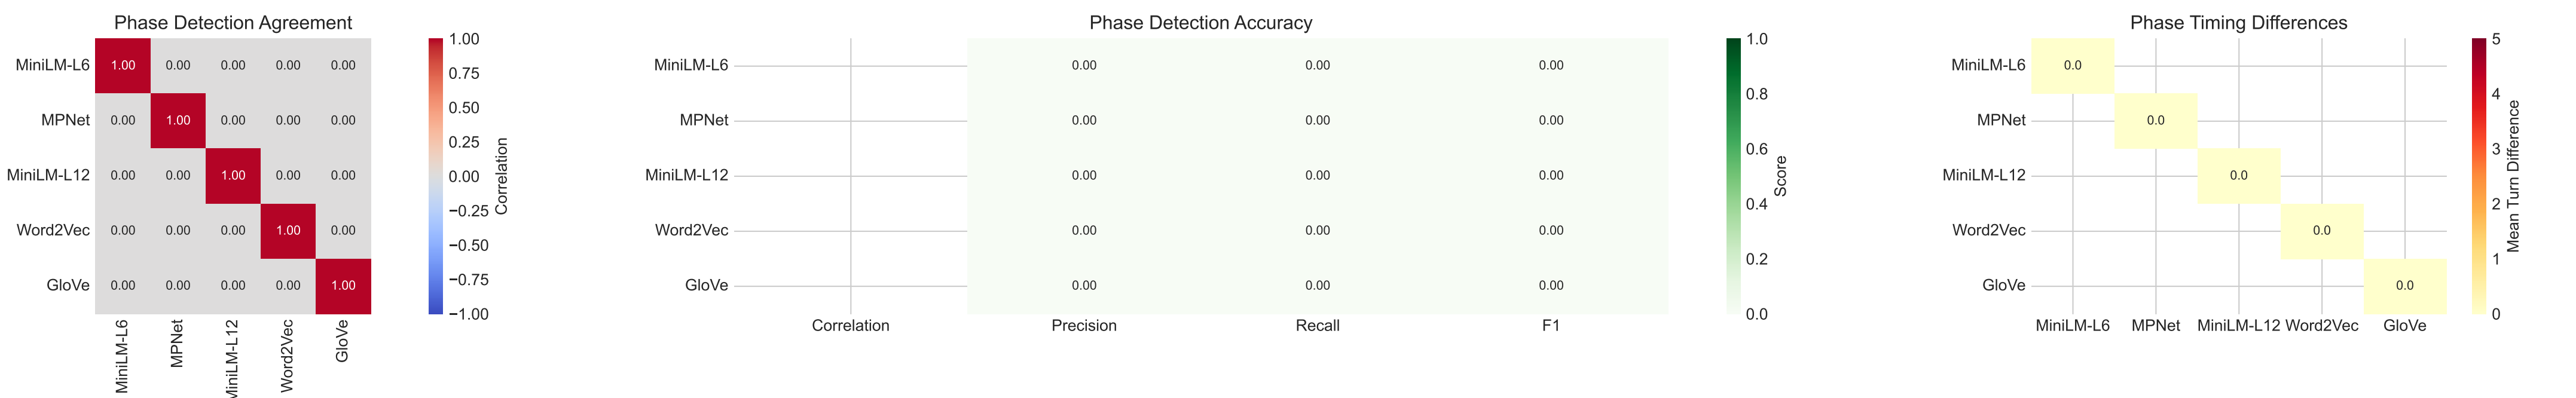 Phase Detection Agreement
MiniLM-L6 1.00 0.00 0.00 0.00 0.00
MPNet 0.00 1.00 0.00 0.00 0.00
MiniLM-L12 0.00 0.00 1.00 0.00 0.00
Word2Vec 0.00 0.00 0.00 1.00 0.00
GloVe 0.00 0.00 0.00 0.00 1.00
MiniLM-L6 MPNet MiniLM-L12 Word2Vec GloVe
1.00
0.75
0.50
0.25
0.00
−0.25
−0.50
−0.75
−1.00
Correlation
Phase Detection Accuracy
MiniLM-L6 0.00 0.00 0.00
MPNet 0.00 0.00 0.00
MiniLM-L12 0.00 0.00 0.00
Word2Vec 0.00 0.00 0.00
GloVe 0.00 0.00 0.00
Correlation Precision Recall F1
1.0
0.8
0.6
0.4
0.2
0.0
Score
Phase Timing Differences
MiniLM-L6 0.0
MPNet 0.0
MiniLM-L12 0.0
Word2Vec 0.0
GloVe 0.0
MiniLM-L6 MPNet MiniLM-L12 Word2Vec GloVe
5
4
3
2
1
0
Mean Turn Difference